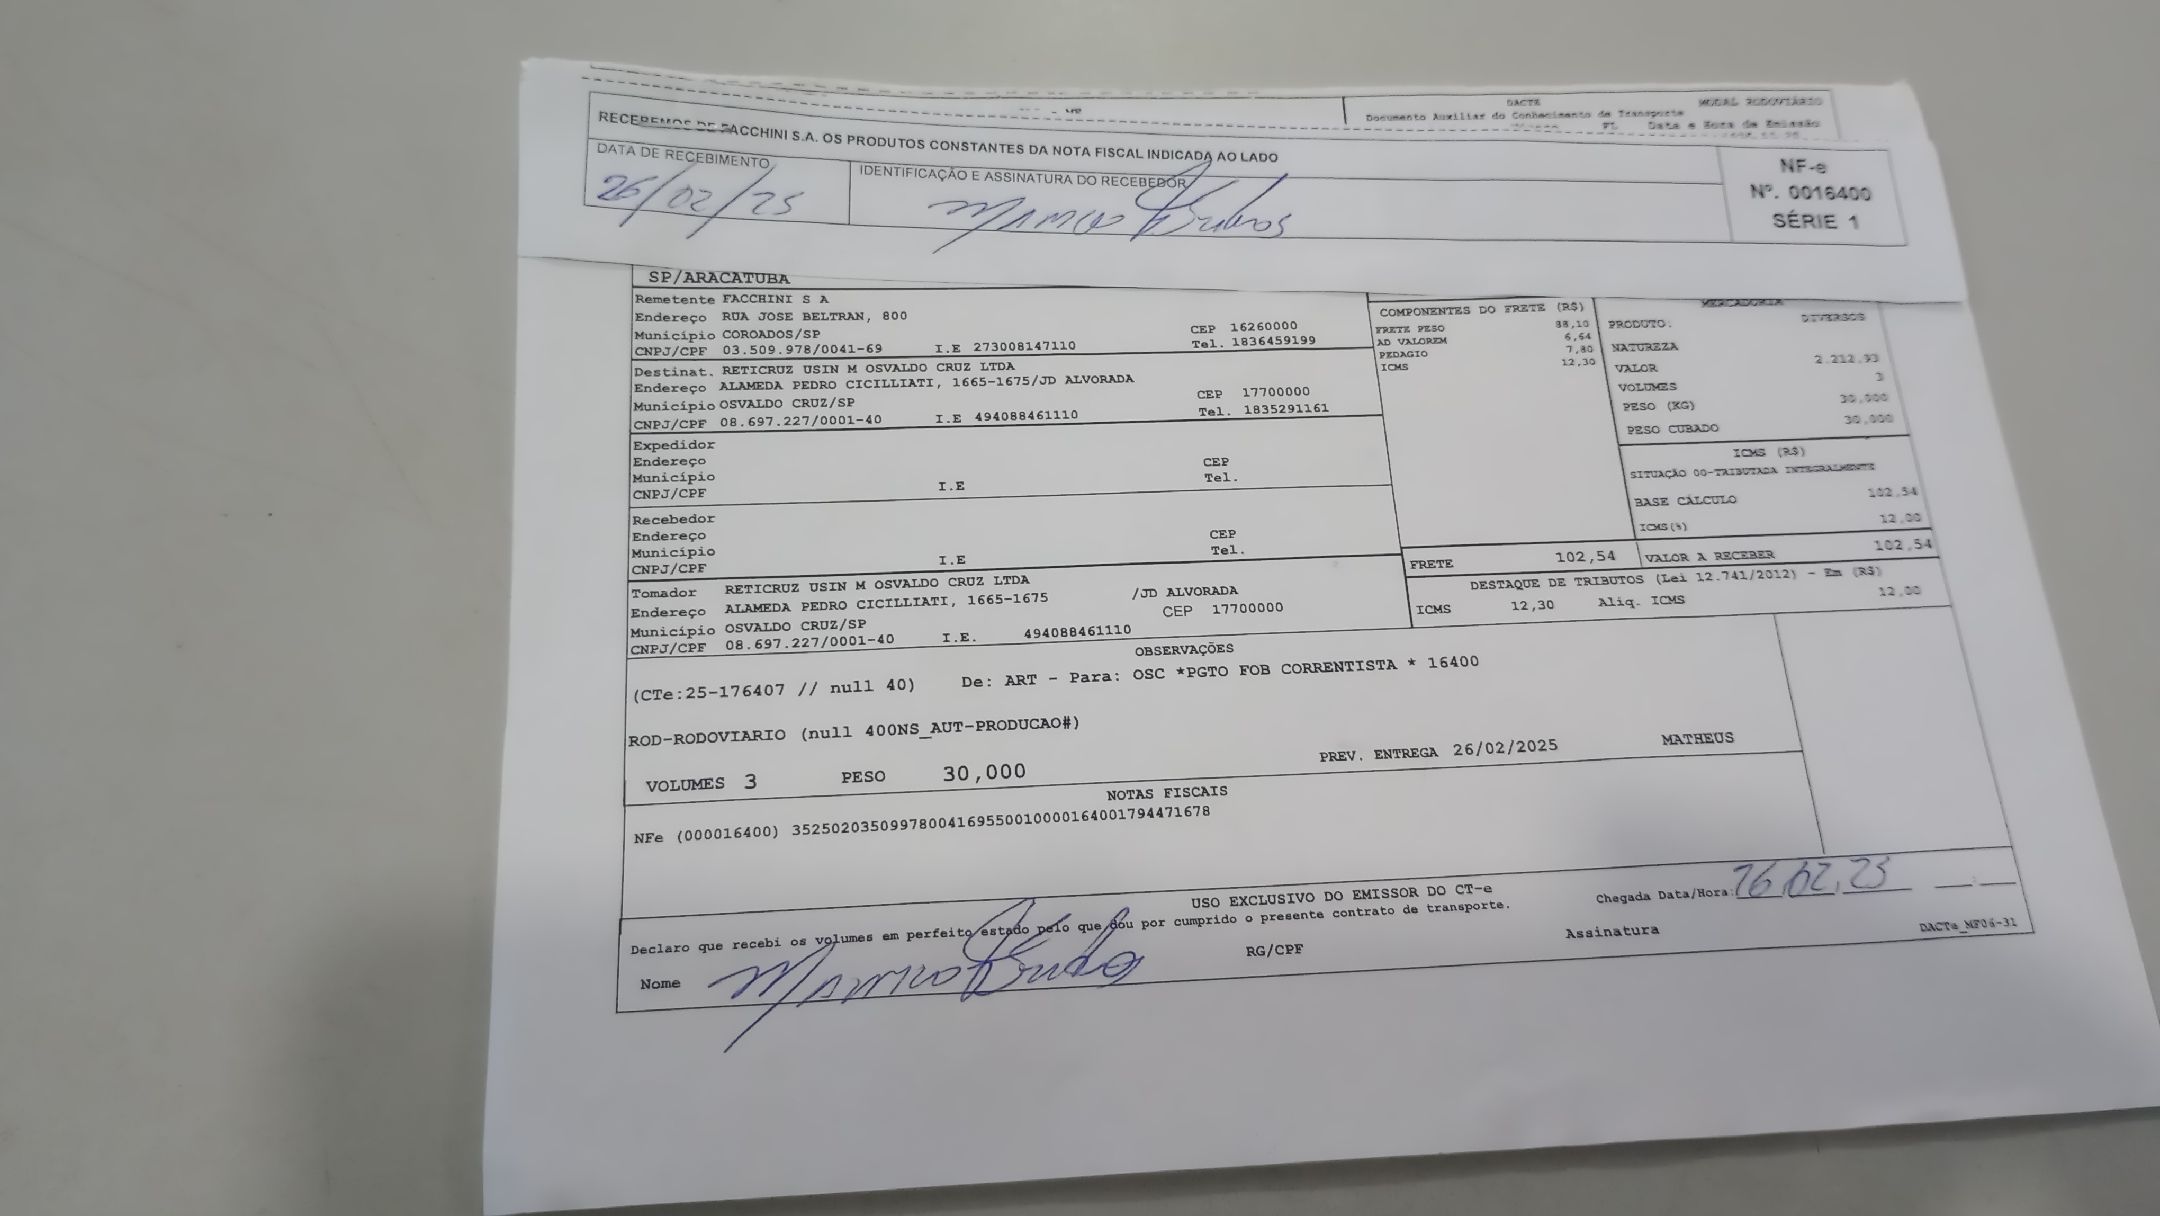 DACTE MODAL RODOVIÁRIO
Documento Auxiliar do Conhecimento de Transporte
FL Data e Hora de Emissão
RECEBEMOS DE FACCHINI S.A. OS PRODUTOS CONSTANTES DA NOTA FISCAL INDICADA AO LADO
DATA DE RECEBIMENTO
26/02/25
IDENTIFICAÇÃO E ASSINATURA DO RECEBEDOR
NF-e
Nº. 0016400
SÉRIE 1
SP/ARACATUBA
Remetente FACCHINI S A
Endereço RUA JOSE BELTRAN, 800
Município COROADOS/SP CEP 16260000
CNPJ/CPF 03.509.978/0041-69 I.E 273008147110 Tel. 1836459199
Destinat. RETICRUZ USIN M OSVALDO CRUZ LTDA
Endereço ALAMEDA PEDRO CICILLIATI, 1665-1675/JD ALVORADA
Município OSVALDO CRUZ/SP CEP 17700000
CNPJ/CPF 08.697.227/0001-40 I.E 494088461110 Tel. 1835291161
Expedidor
Endereço CEP
Município Tel.
CNPJ/CPF I.E
Recebedor
Endereço CEP
Município Tel.
CNPJ/CPF I.E
Tomador RETICRUZ USIN M OSVALDO CRUZ LTDA
Endereço ALAMEDA PEDRO CICILLIATI, 1665-1675 /JD ALVORADA
Município OSVALDO CRUZ/SP CEP 17700000
CNPJ/CPF 08.697.227/0001-40 I.E. 494088461110
COMPONENTES DO FRETE (R$)
FRETE PESO 88,10
AD VALOREM 6,64
PEDAGIO 7,80
ICMS 12,30
MERCADORIA
PRODUTO. DIVERSOS
NATUREZA
VALOR 2.212,93
VOLUMES 3
PESO (KG) 30,000
PESO CUBADO 30,000
ICMS (R$)
SITUAÇÃO 00-TRIBUTADA INTEGRALMENTE
BASE CÁLCULO 102,54
ICMS(%) 12,00
FRETE 102,54 VALOR A RECEBER 102,54
DESTAQUE DE TRIBUTOS (Lei 12.741/2012) - Em (R$)
ICMS 12,30 Aliq. ICMS 12,00
OBSERVAÇÕES
(CTe:25-176407 // null 40) De: ART - Para: OSC *PGTO FOB CORRENTISTA * 16400
ROD-RODOVIARIO (null 400NS_AUT-PRODUCAO#)
VOLUMES 3 PESO 30,000 PREV. ENTREGA 26/02/2025 MATHEUS
NOTAS FISCAIS
NFe (000016400) 35250203509978004169550010000164001794471678
USO EXCLUSIVO DO EMISSOR DO CT-e
Declaro que recebi os volumes em perfeito estado pelo que dou por cumprido o presente contrato de transporte.
Chegada Data/Hora: 26 02 25
Nome RG/CPF Assinatura DACTe_MF06-31